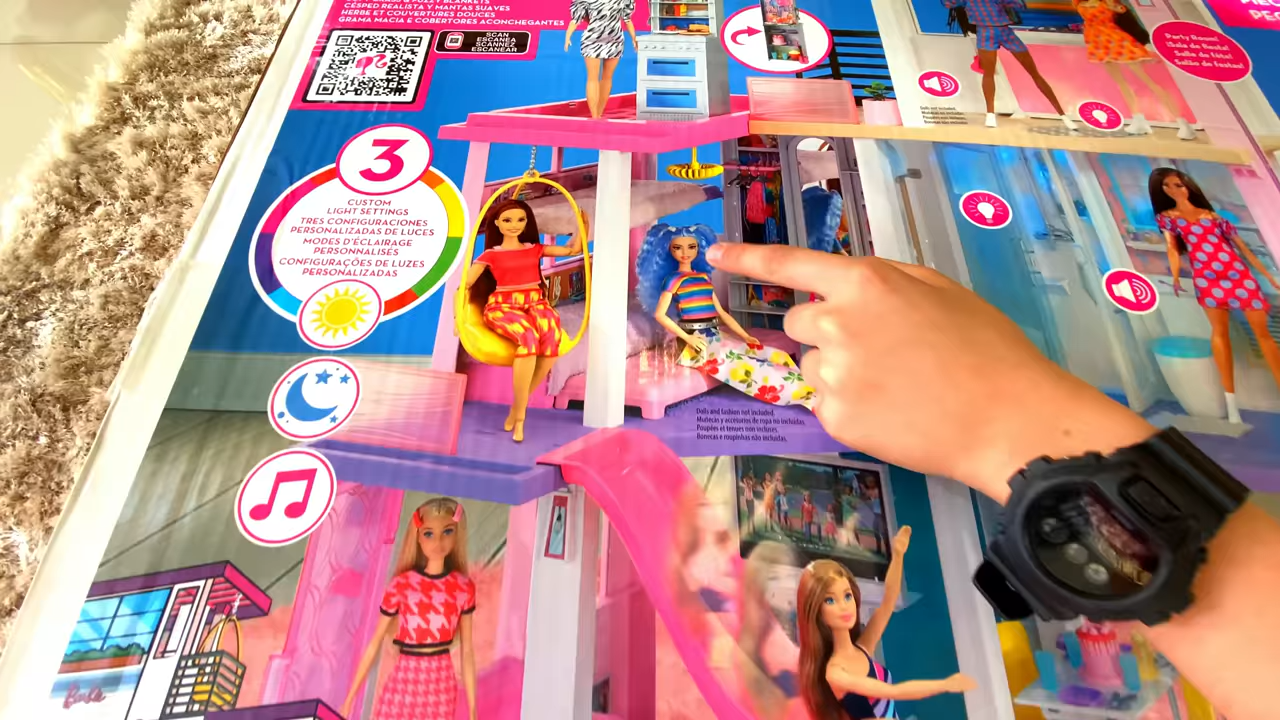 CÉSPED REALISTA Y MANTAS SUAVES
HERBE ET COUVERTURES DOUCES
GRAMA MACIA E COBERTORES ACONCHEGANTES
SCAN
ESCANEA
SCANNEZ
ESCANEAR
Party Room!
¡Sala de fiesta!
Salle de fête!
Salão de festas!
3
CUSTOM
LIGHT SETTINGS
TRES CONFIGURACIONES
PERSONALIZADAS DE LUCES
MODES D'ÉCLAIRAGE
PERSONNALISÉS
CONFIGURAÇÕES DE LUZES
PERSONALIZADAS
Dolls and fashion not included.
Muñecas y accesorios de ropa no incluidos.
Poupées et tenues non incluses.
Bonecas e roupinhas não incluídas.
Barbie